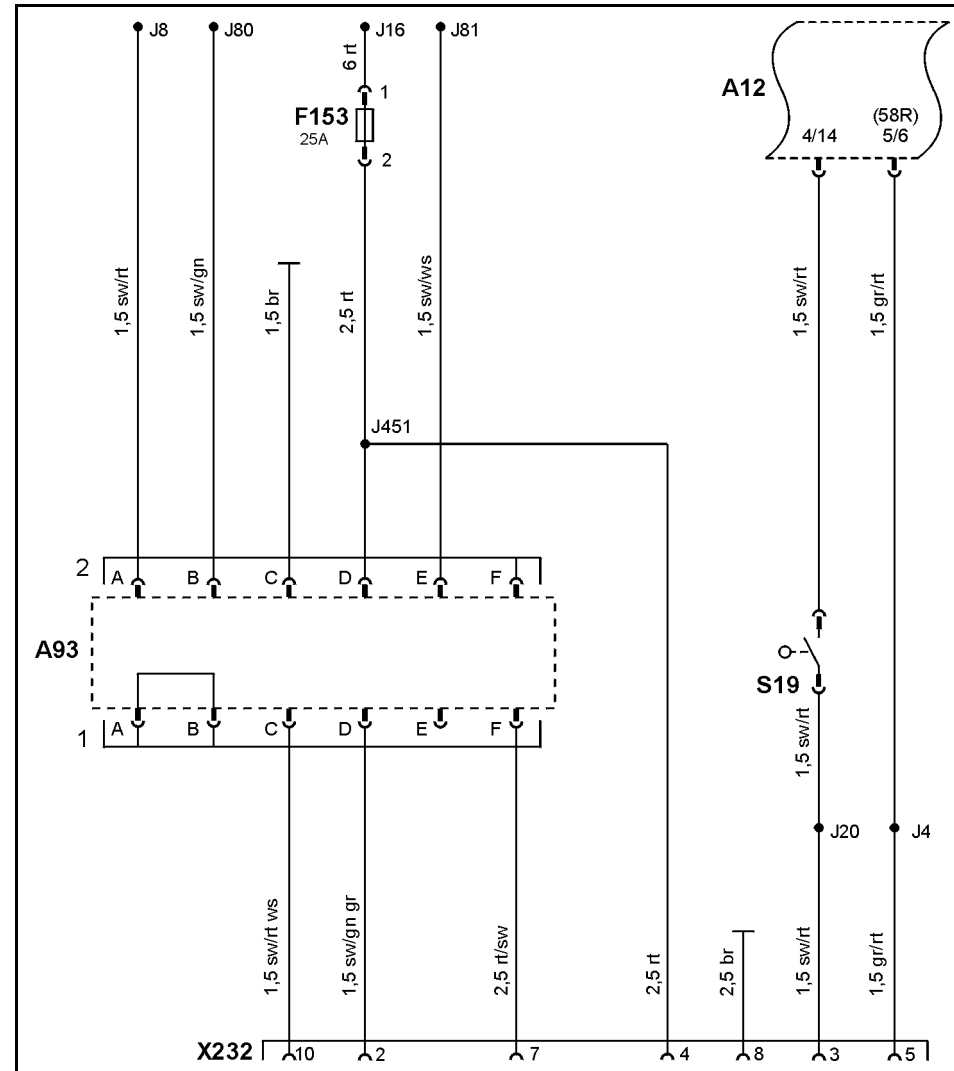 J8
J80
J16
J81
6 rt
1
F153
25A
2
A12
4/14
(58R)
5/6
1,5 sw/rt
1,5 sw/gn
1,5 br
2,5 rt
1,5 sw/ws
1,5 sw/rt
1,5 gr/rt
J451
2
A
B
C
D
E
F
A93
S19
1
A
B
C
D
E
F
1,5 sw/rt
J20
J4
1,5 sw/rt ws
1,5 sw/gn gr
2,5 rt/sw
2,5 rt
2,5 br
1,5 sw/rt
1,5 gr/rt
X232
10
2
7
4
8
3
5